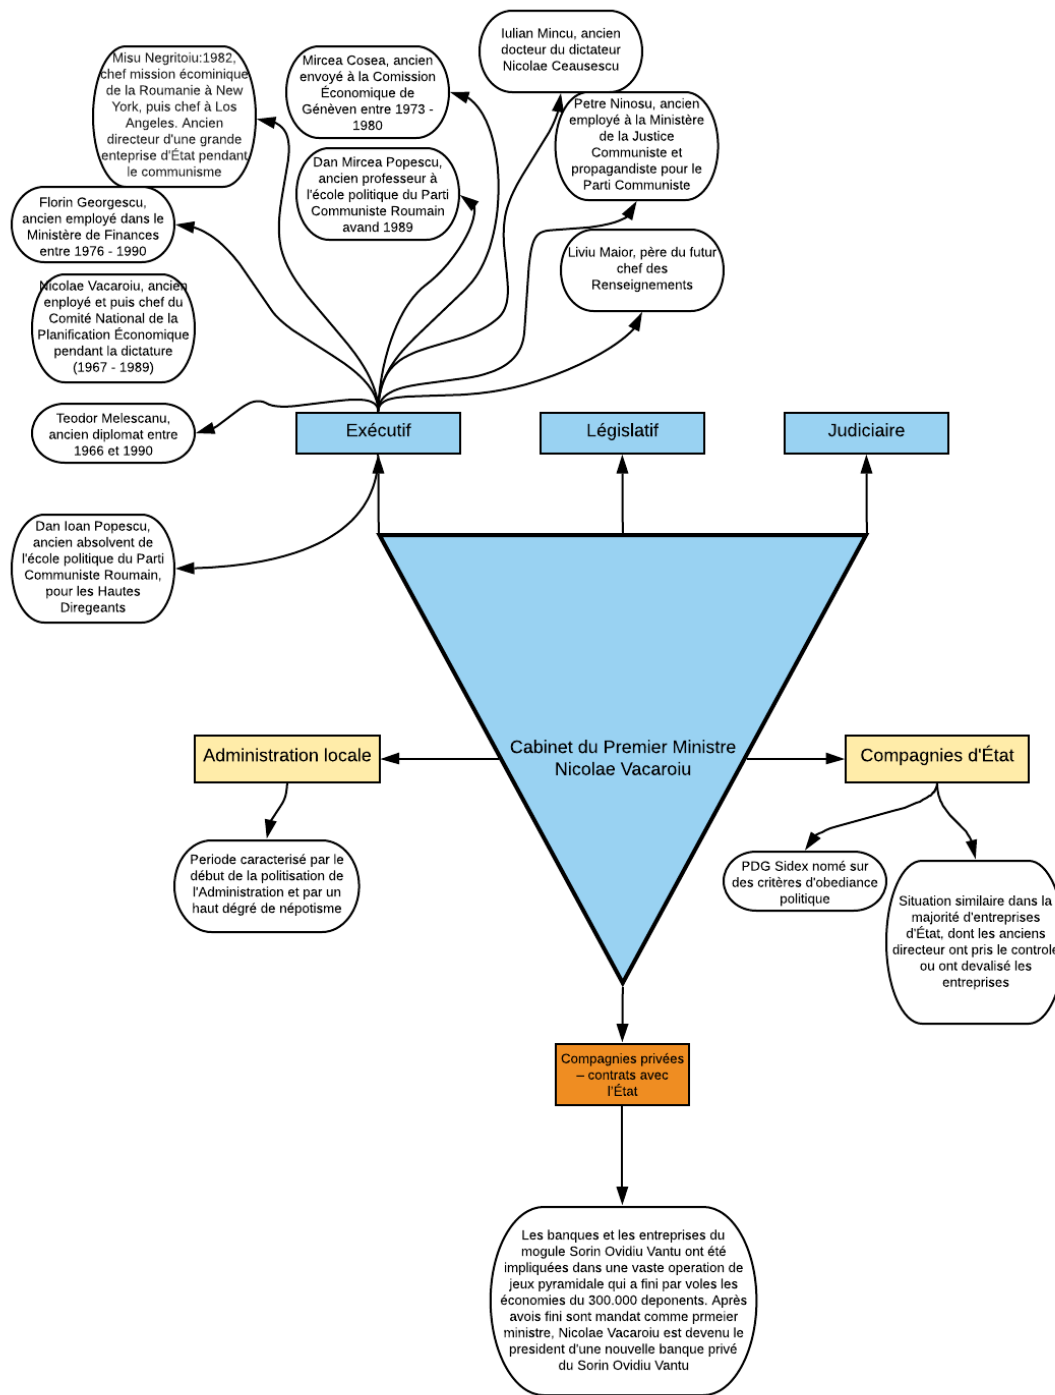 Iulian Mincu, ancien
docteur du dictateur
Nicolae Ceausescu
Misu Negritoiu:1982,
chef mission écominique
de la Roumanie à New
York, puis chef à Los
Angeles. Ancien
directeur d'une grande
enteprise d'État pendant
le communisme
Mircea Cosea, ancien
envoyé à la Comission
Économique de
Génèven entre 1973 -
1980
Petre Ninosu, ancien
employé à la Ministère
de la Justice
Communiste et
propagandiste pour le
Parti Communiste
Dan Mircea Popescu,
ancien professeur à
l'école politique du Parti
Communiste Roumain
avand 1989
Florin Georgescu,
ancien employé dans le
Ministère de Finances
entre 1976 - 1990
Liviu Maior, père du futur
chef des
Renseignements
Nicolae Vacaroiu, ancien
enployé et puis chef du
Comité National de la
Planification Économique
pendant la dictature
(1967 - 1989)
Teodor Melescanu,
ancien diplomat entre
1966 et 1990
Exécutif
Législatif
Judiciaire
Dan Ioan Popescu,
ancien absolvent de
l'école politique du Parti
Communiste Roumain,
pour les Hautes
Diregeants
Cabinet du Premier Ministre
Nicolae Vacaroiu
Administration locale
Compagnies d'État
Periode caracterisé par le
début de la politisation de
l'Administration et par un
haut dégré de népotisme
PDG Sidex nomé sur
des critères d'obediance
politique
Situation similaire dans la
majorité d'entreprises
d'État, dont les anciens
directeur ont pris le controle
ou ont devalisé les
entreprises
Compagnies privées
– contrats avec
l'État
Les banques et les entreprises du
mogule Sorin Ovidiu Vantu ont été
impliquées dans une vaste operation de
jeux pyramidale qui a fini par voles les
économies du 300.000 deponents. Après
avois fini sont mandat comme prmeier
ministre, Nicolae Vacaroiu est devenu le
president d'une nouvelle banque privé
du Sorin Ovidiu Vantu